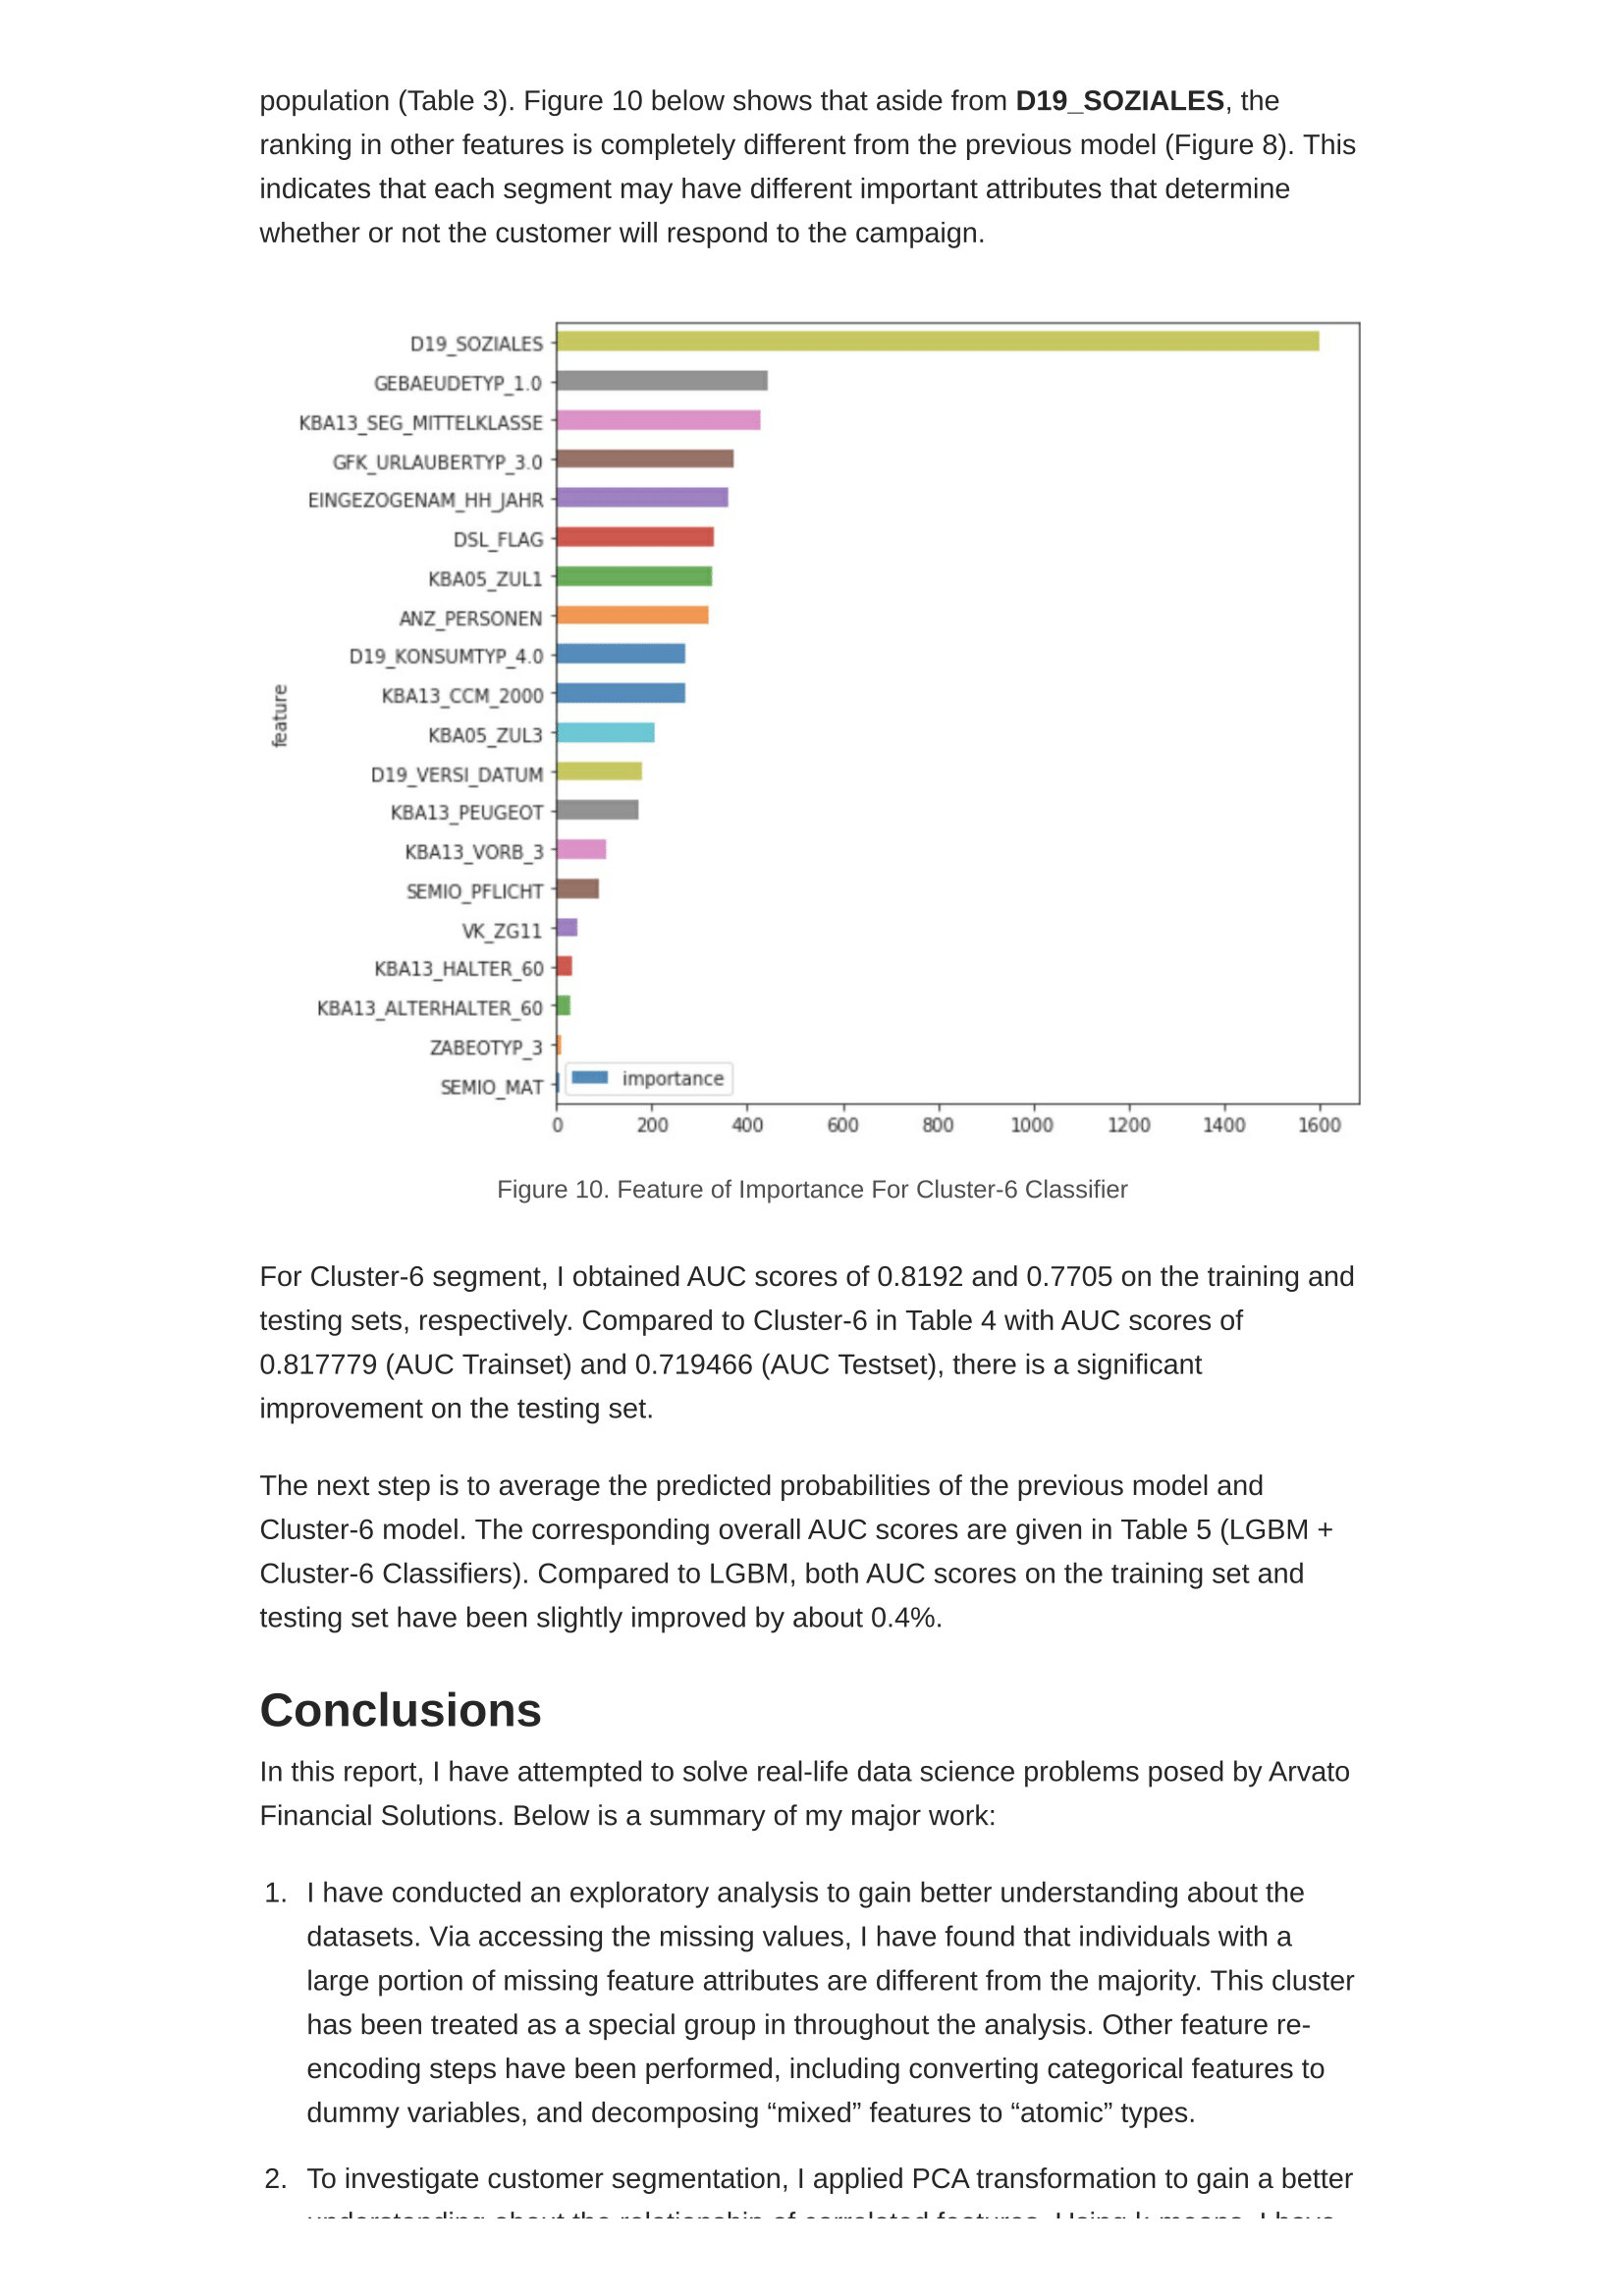 population (Table 3). Figure 10 below shows that aside from D19_SOZIALES, the
ranking in other features is completely different from the previous model (Figure 8). This
indicates that each segment may have different important attributes that determine
whether or not the customer will respond to the campaign.
D19_SOZIALES
GEBAEUDETYP_1.0
KBA13_SEG_MITTELKLASSE
GFK_URLAUBERTYP_3.0
EINGEZOGENAM_HH_JAHR
DSL_FLAG
KBA05_ZUL1
ANZ_PERSONEN
D19_KONSUMTYP_4.0
KBA13_CCM_2000
feature
KBA05_ZUL3
D19_VERSI_DATUM
KBA13_PEUGEOT
KBA13_VORB_3
SEMIO_PFLICHT
VK_ZG11
KBA13_HALTER_60
KBA13_ALTERHALTER_60
ZABEOTYP_3
SEMIO_MAT
importance
0 200 400 600 800 1000 1200 1400 1600
Figure 10. Feature of Importance For Cluster-6 Classifier
For Cluster-6 segment, I obtained AUC scores of 0.8192 and 0.7705 on the training and
testing sets, respectively. Compared to Cluster-6 in Table 4 with AUC scores of
0.817779 (AUC Trainset) and 0.719466 (AUC Testset), there is a significant
improvement on the testing set.
The next step is to average the predicted probabilities of the previous model and
Cluster-6 model. The corresponding overall AUC scores are given in Table 5 (LGBM +
Cluster-6 Classifiers). Compared to LGBM, both AUC scores on the training set and
testing set have been slightly improved by about 0.4%.
Conclusions
In this report, I have attempted to solve real-life data science problems posed by Arvato
Financial Solutions. Below is a summary of my major work:
1. I have conducted an exploratory analysis to gain better understanding about the
datasets. Via accessing the missing values, I have found that individuals with a
large portion of missing feature attributes are different from the majority. This cluster
has been treated as a special group in throughout the analysis. Other feature re-
encoding steps have been performed, including converting categorical features to
dummy variables, and decomposing “mixed” features to “atomic” types.
2. To investigate customer segmentation, I applied PCA transformation to gain a better